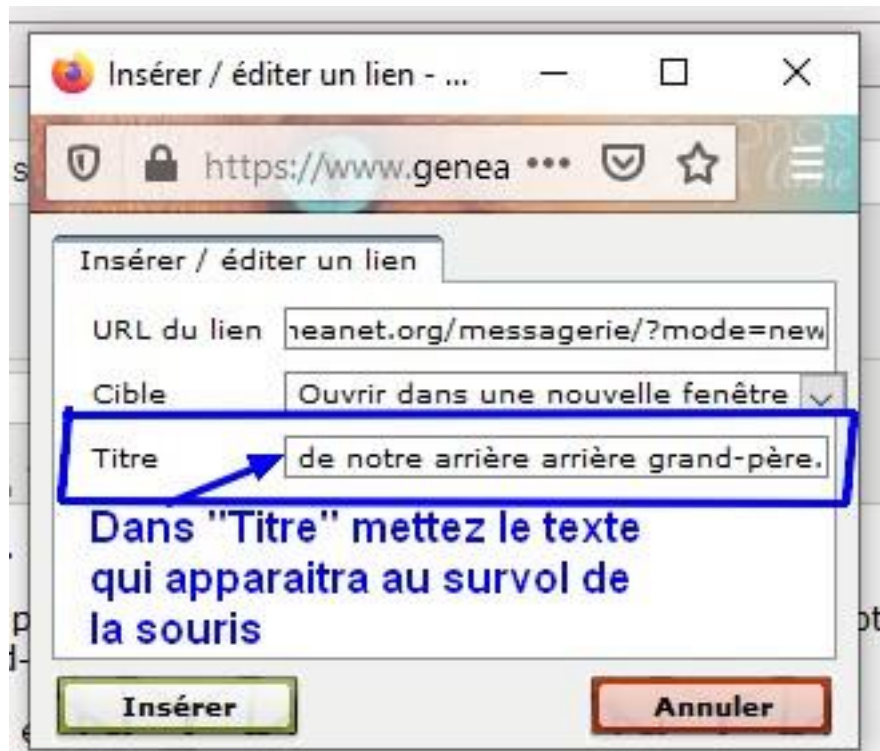 Insérer / éditer un lien - ...
https://www.genea
Insérer / éditer un lien
URL du lien neanet.org/messagerie/?mode=new
Cible Ouvrir dans une nouvelle fenêtre
Titre de notre arrière arrière grand-père.
Dans "Titre" mettez le texte
qui apparaitra au survol de
la souris
Insérer Annuler